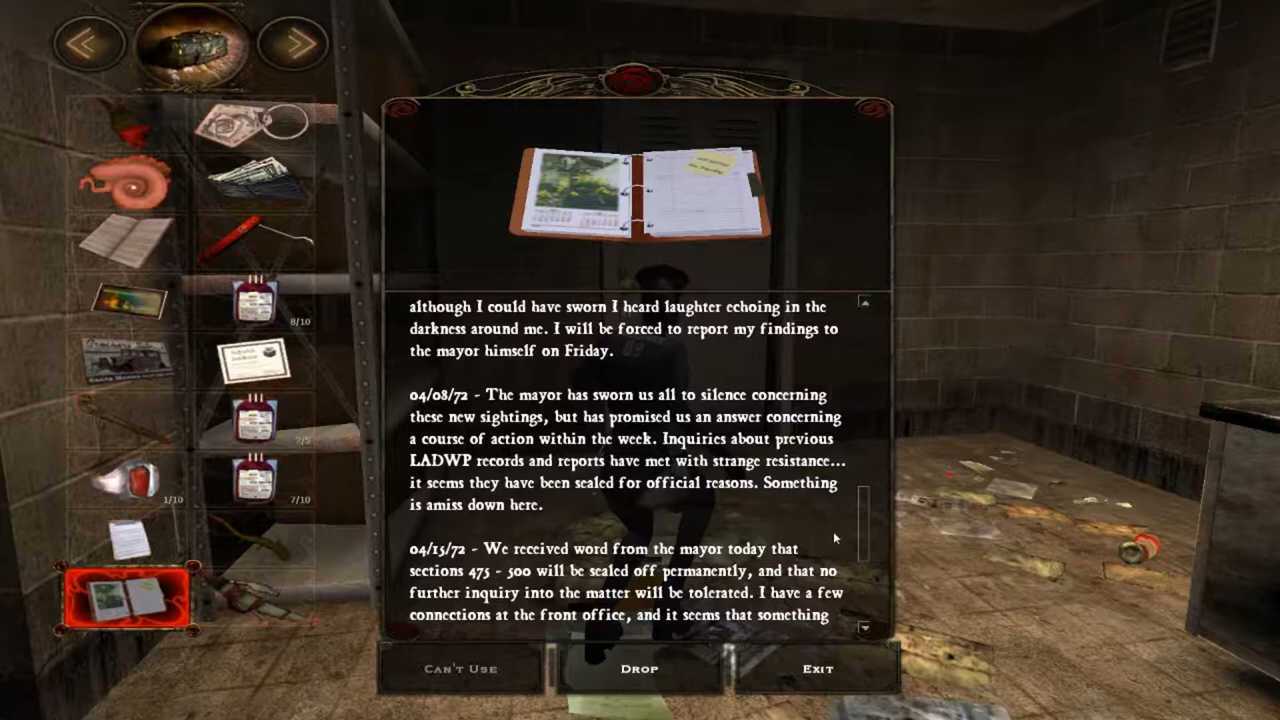 although I could have sworn I heard laughter echoing in the
darkness around me. I will be forced to report my findings to
the mayor himself on Friday.
04/08/72 - The mayor has sworn us all to silence concerning
these new sightings, but has promised us an answer concerning
a course of action within the week. Inquiries about previous
LADWP records and reports have met with strange resistance...
it seems they have been sealed for official reasons. Something
is amiss down here.
04/15/72 - We received word from the mayor today that
sections 475 - 500 will be sealed off permanently, and that no
further inquiry into the matter will be tolerated. I have a few
connections at the front office, and it seems that something
8/10
2/5
1/10
7/10
Can't Use
Drop
Exit